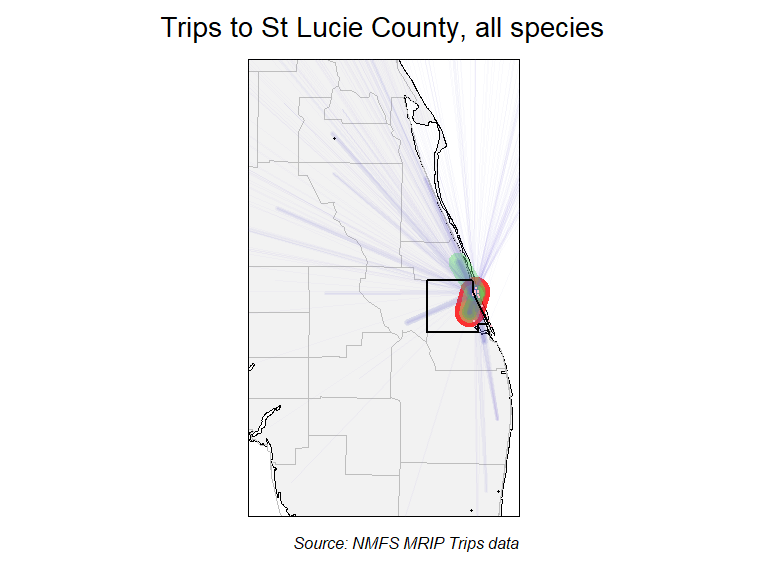 Trips to St Lucie County, all species
Source: NMFS MRIP Trips data